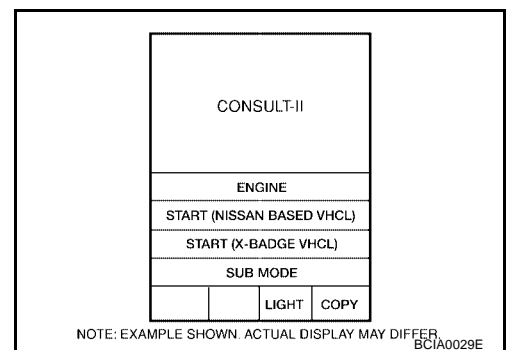 CONSULT-II
ENGINE
START (NISSAN BASED VHCL)
START (X-BADGE VHCL)
SUB MODE
LIGHT COPY
NOTE: EXAMPLE SHOWN. ACTUAL DISPLAY MAY DIFFER.
BCIA0029E